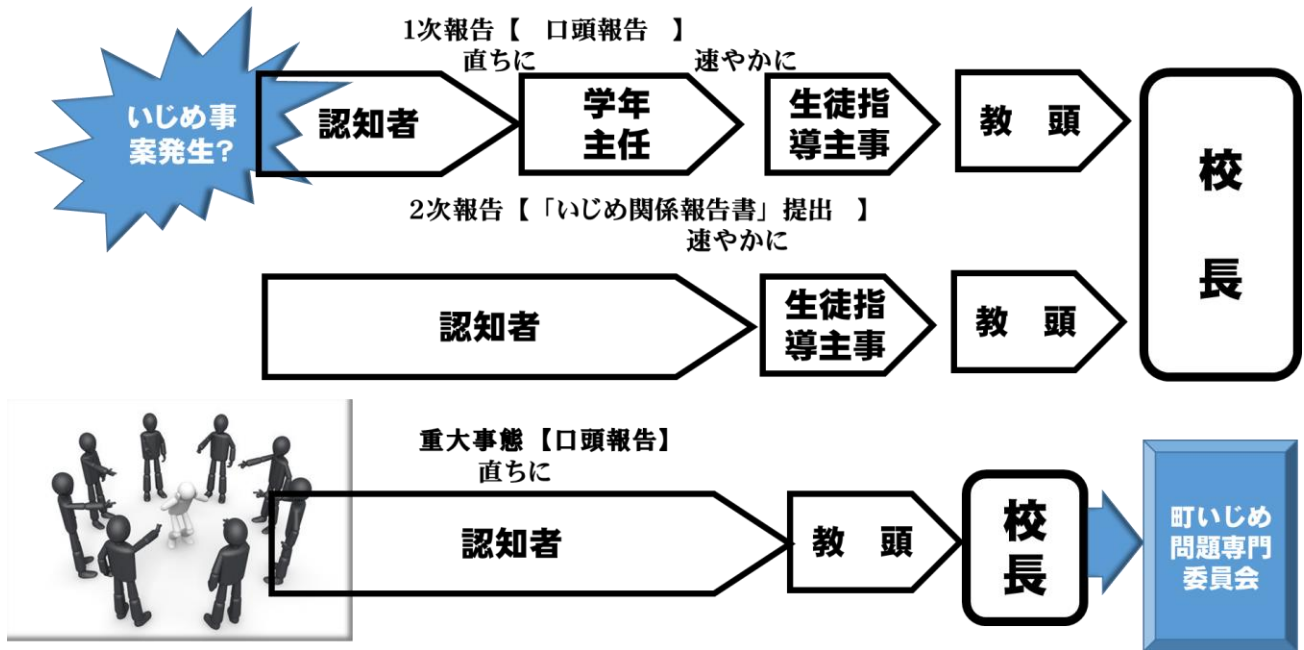 1次報告【　口頭報告　】
直ちに
速やかに
いじめ事
案発生?
認知者
学年
主任
生徒指
導主事
教　頭
校
長
2次報告【「いじめ関係報告書」提出　】
速やかに
認知者
生徒指
導主事
教　頭
重大事態【口頭報告】
直ちに
認知者
教　頭
校
長
町いじめ
問題専門
委員会